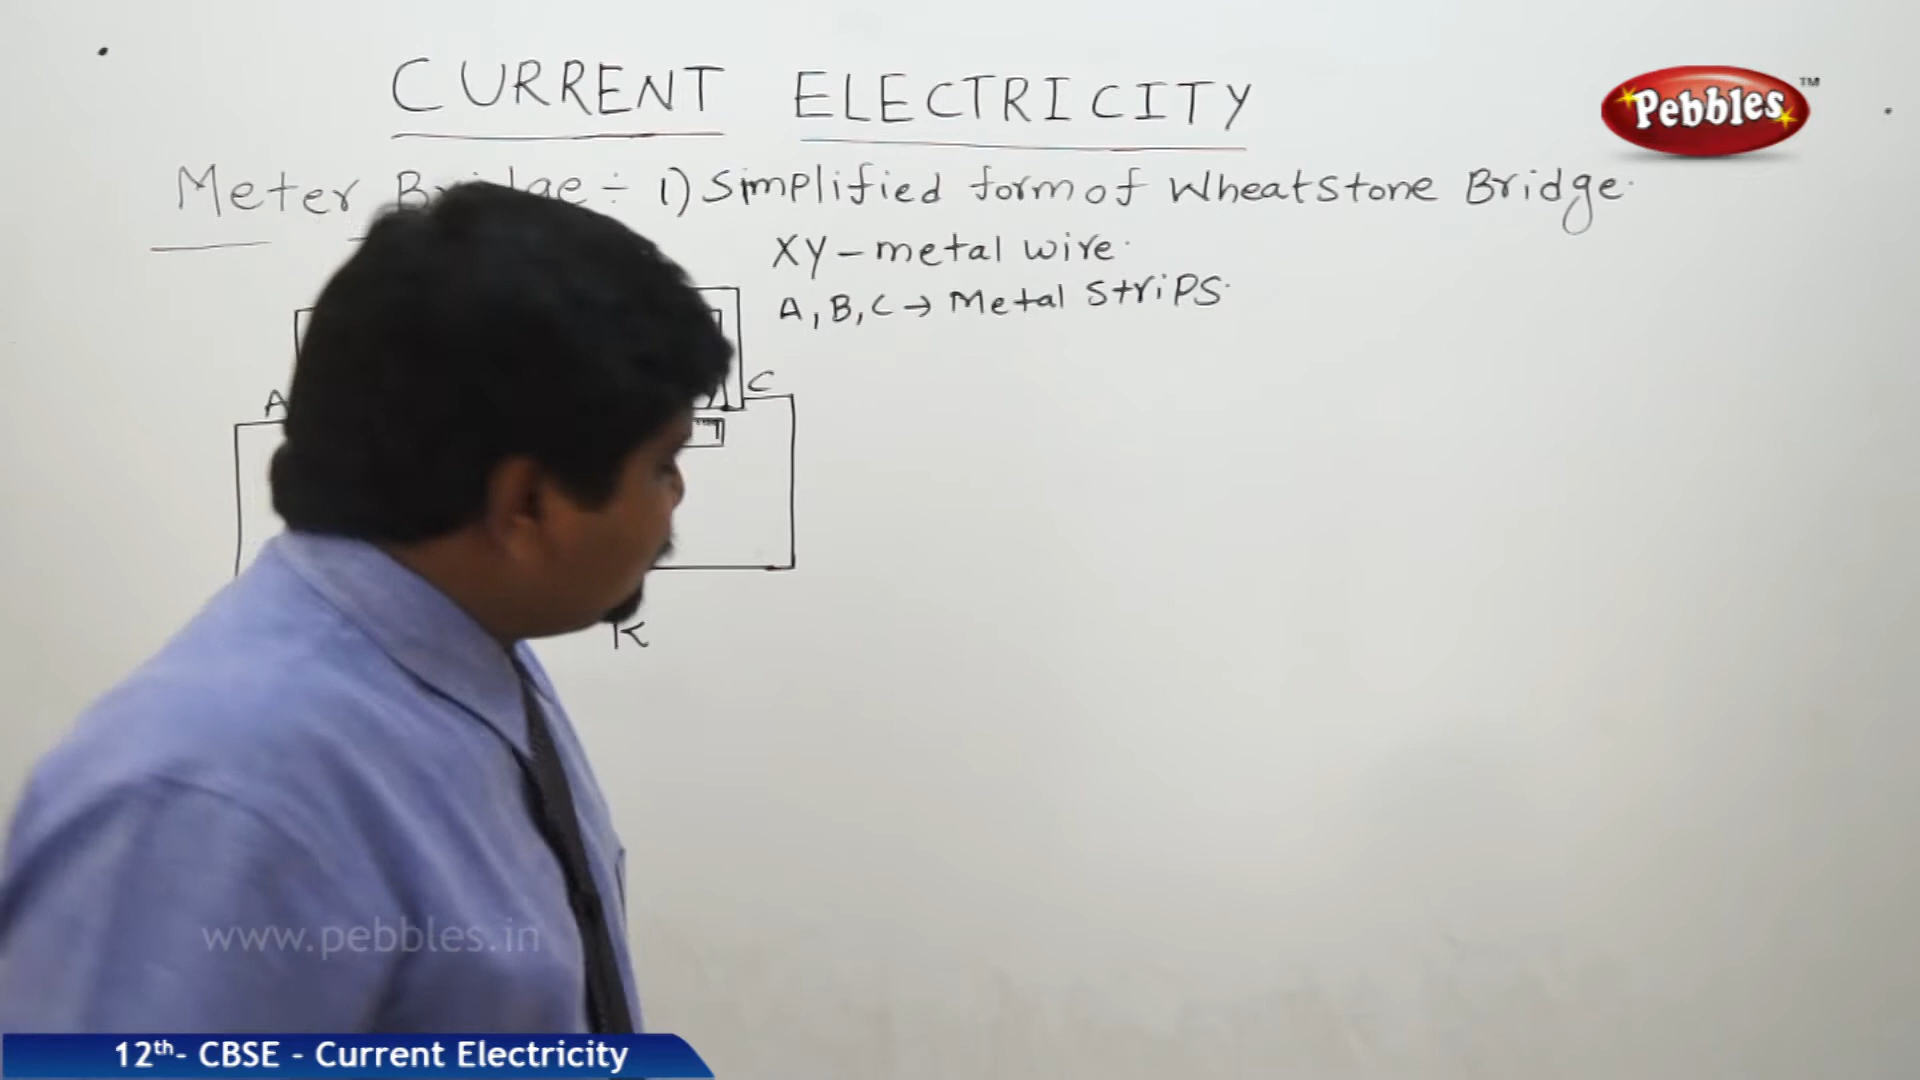 CURRENT ELECTRICITY
Pebbles™
Meter ÷ 1) Simplified form of Wheatstone Bridge.
XY – metal wire.
A, B, C → Metal Strips.
A
C
K
www.pebbles.in
12th- CBSE - Current Electricity